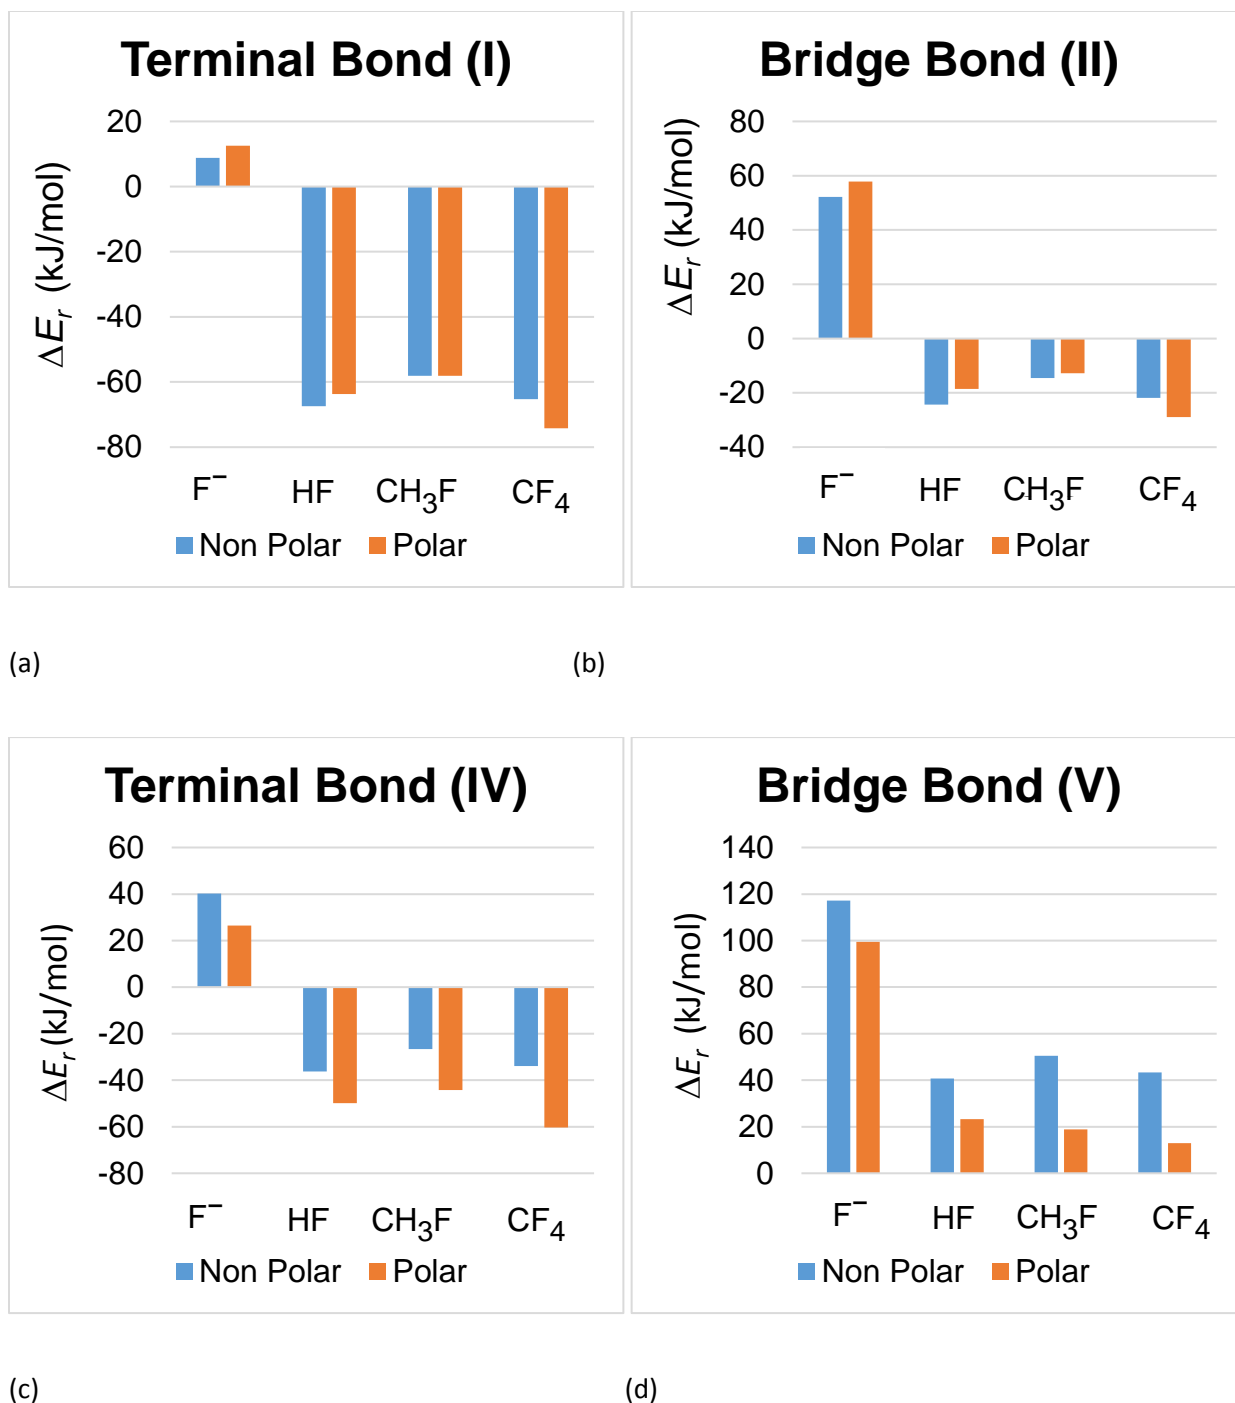 Terminal Bond (I)
ΔEr (kJ/mol)
20
0
-20
-40
-60
-80
F⁻ HF CH3F CF4
Non Polar Polar
Bridge Bond (II)
ΔEr (kJ/mol)
80
60
40
20
0
-20
-40
F⁻ HF CH3F CF4
Non Polar Polar
(a) (b)
Terminal Bond (IV)
ΔEr (kJ/mol)
60
40
20
0
-20
-40
-60
-80
F⁻ HF CH3F CF4
Non Polar Polar
Bridge Bond (V)
ΔEr (kJ/mol)
140
120
100
80
60
40
20
0
F⁻ HF CH3F CF4
Non Polar Polar
(c) (d)